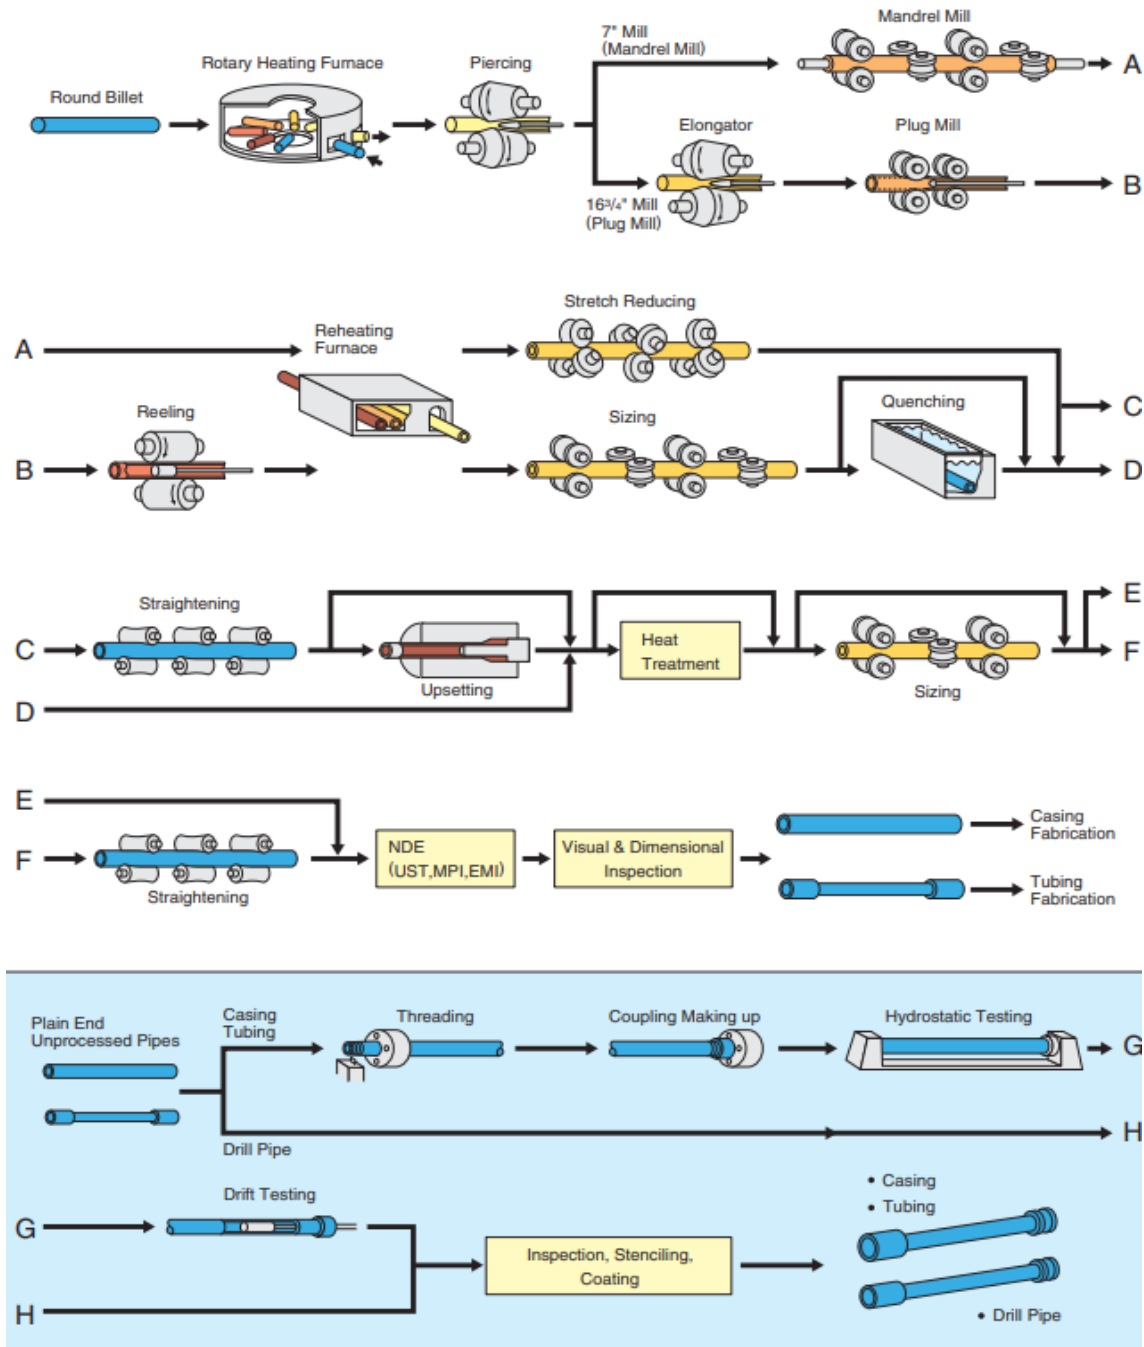 Mandrel Mill
7" Mill
(Mandrel Mill)
Rotary Heating Furnace
Piercing
A
Round Billet
Elongator
Plug Mill
B
16 3/4" Mill
(Plug Mill)
Stretch Reducing
A
Reheating
Furnace
Reeling
Sizing
Quenching
C
B
D
Straightening
E
C
Heat
Treatment
F
Upsetting
Sizing
D
E
Casing
Fabrication
F
NDE
(UST,MPI,EMI)
Visual & Dimensional
Inspection
Straightening
Tubing
Fabrication
Plain End
Unprocessed Pipes
Casing
Tubing
Threading
Coupling Making up
Hydrostatic Testing
G
H
Drill Pipe
• Casing
• Tubing
Drift Testing
G
Inspection, Stenciling,
Coating
H
• Drill Pipe